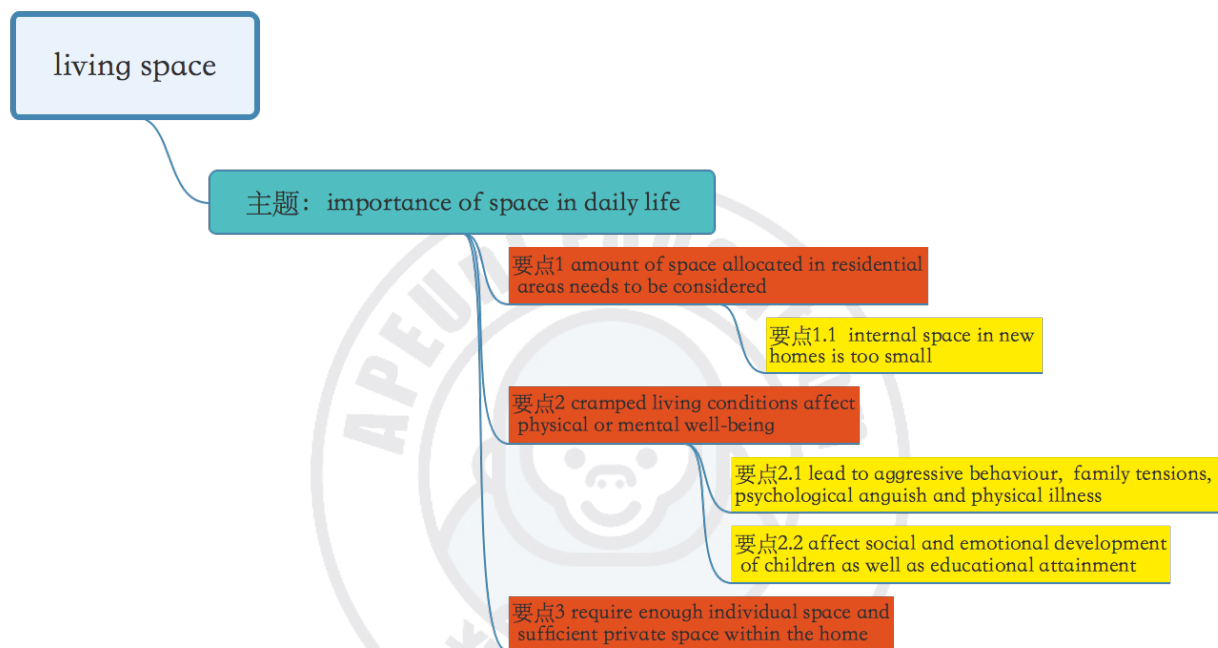 living space
主题：importance of space in daily life
要点1 amount of space allocated in residential
areas needs to be considered
要点1.1 internal space in new
homes is too small
要点2 cramped living conditions affect
physical or mental well-being
要点2.1 lead to aggressive behaviour, family tensions,
psychological anguish and physical illness
要点2.2 affect social and emotional development
of children as well as educational attainment
要点3 require enough individual space and
sufficient private space within the home